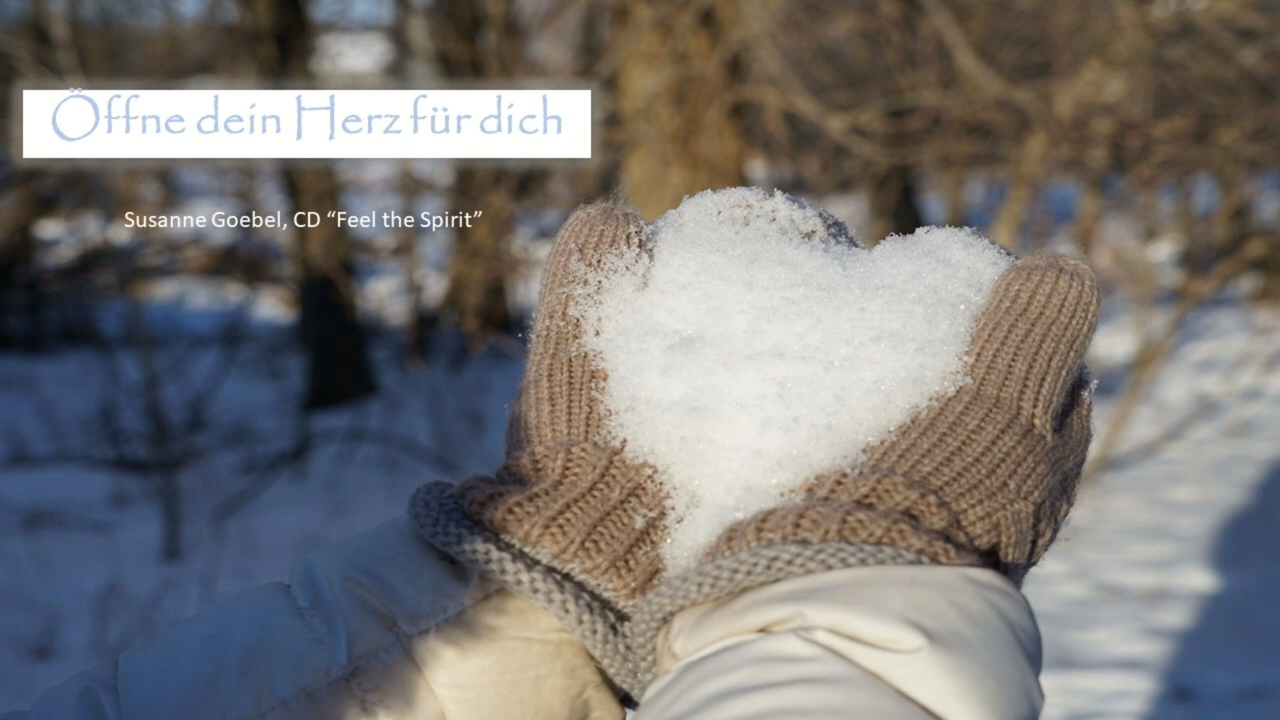 Öffne dein Herz für dich
Susanne Goebel, CD “Feel the Spirit”